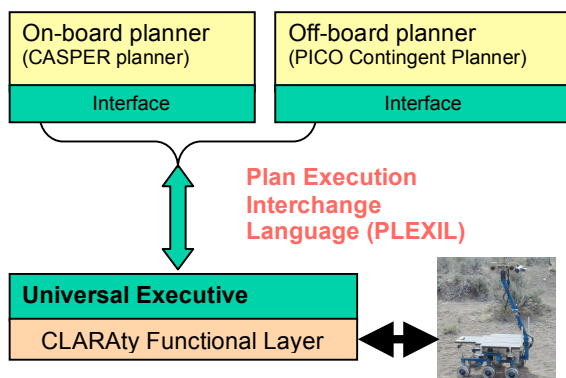 On-board planner
(CASPER planner)
Interface
Off-board planner
(PICO Contingent Planner)
Interface
Plan Execution
Interchange
Language (PLEXIL)
Universal Executive
CLARAty Functional Layer